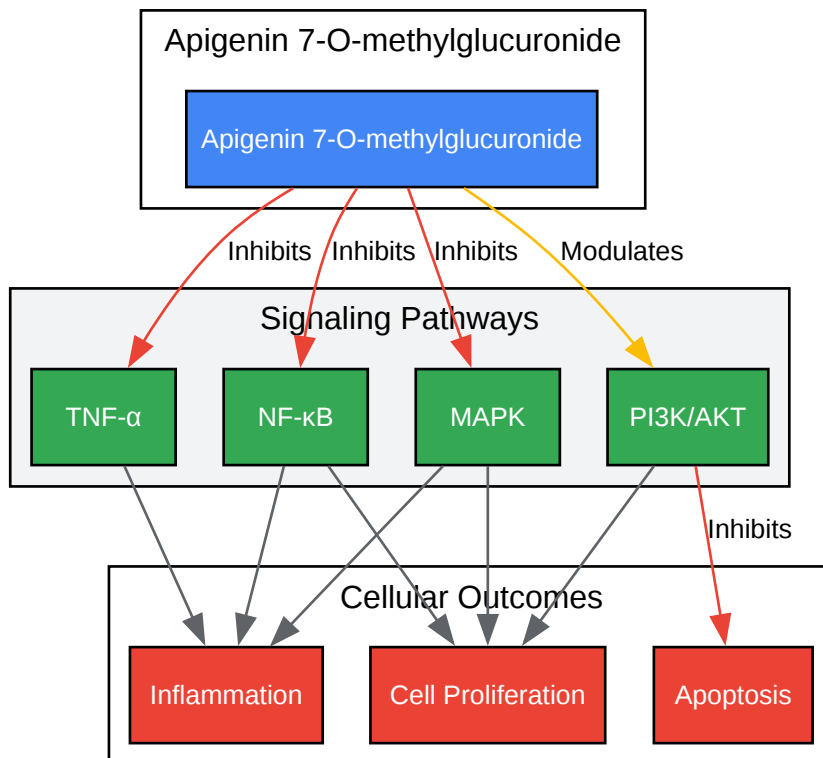 Apigenin 7-O-methylglucuronide
Apigenin 7-O-methylglucuronide
Inhibits
Inhibits
Inhibits
Modulates
Signaling Pathways
TNF-α
NF-κB
MAPK
PI3K/AKT
Inhibits
Cellular Outcomes
Inflammation
Cell Proliferation
Apoptosis